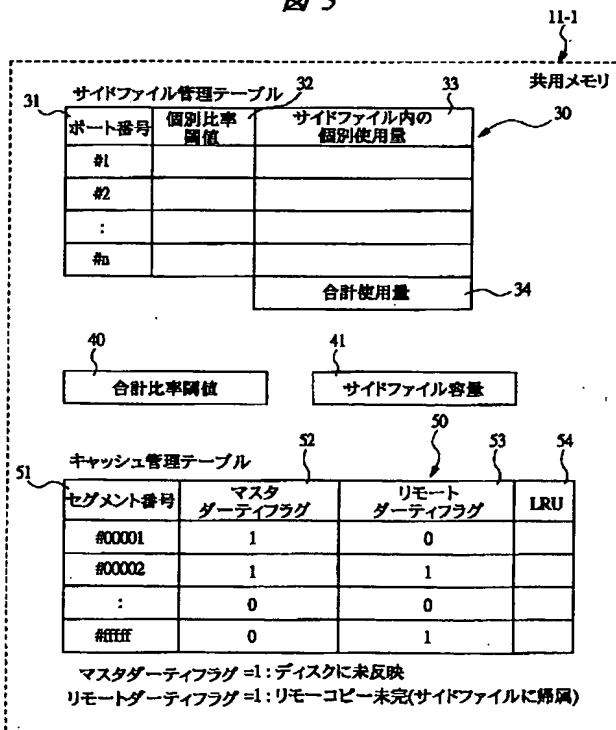 図 3
11-1
共用メモリ
サイドファイル管理テーブル
31
32
33
30
ポート番号
個別比率
閾値
サイドファイル内の
個別使用量
#1
#2
:
#n
合計使用量
34
40
合計比率閾値
41
サイドファイル容量
キャッシュ管理テーブル
50
51
52
53
54
セグメント番号
マスタ
ダーティフラグ
リモート
ダーティフラグ
LRU
#00001 1 0
#00002 1 1
: 0 0
#fffff 0 1
マスタダーティフラグ =1 : ディスクに未反映
リモートダーティフラグ =1 : リモーコピー未完(サイドファイルに帰属)